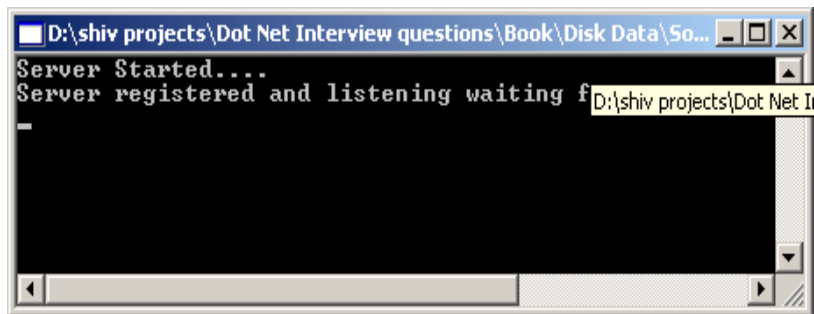 D:\shiv projects\Dot Net Interview questions\Book\Disk Data\So...
Server Started....
Server registered and listening waiting
D:\shiv projects\Dot Net